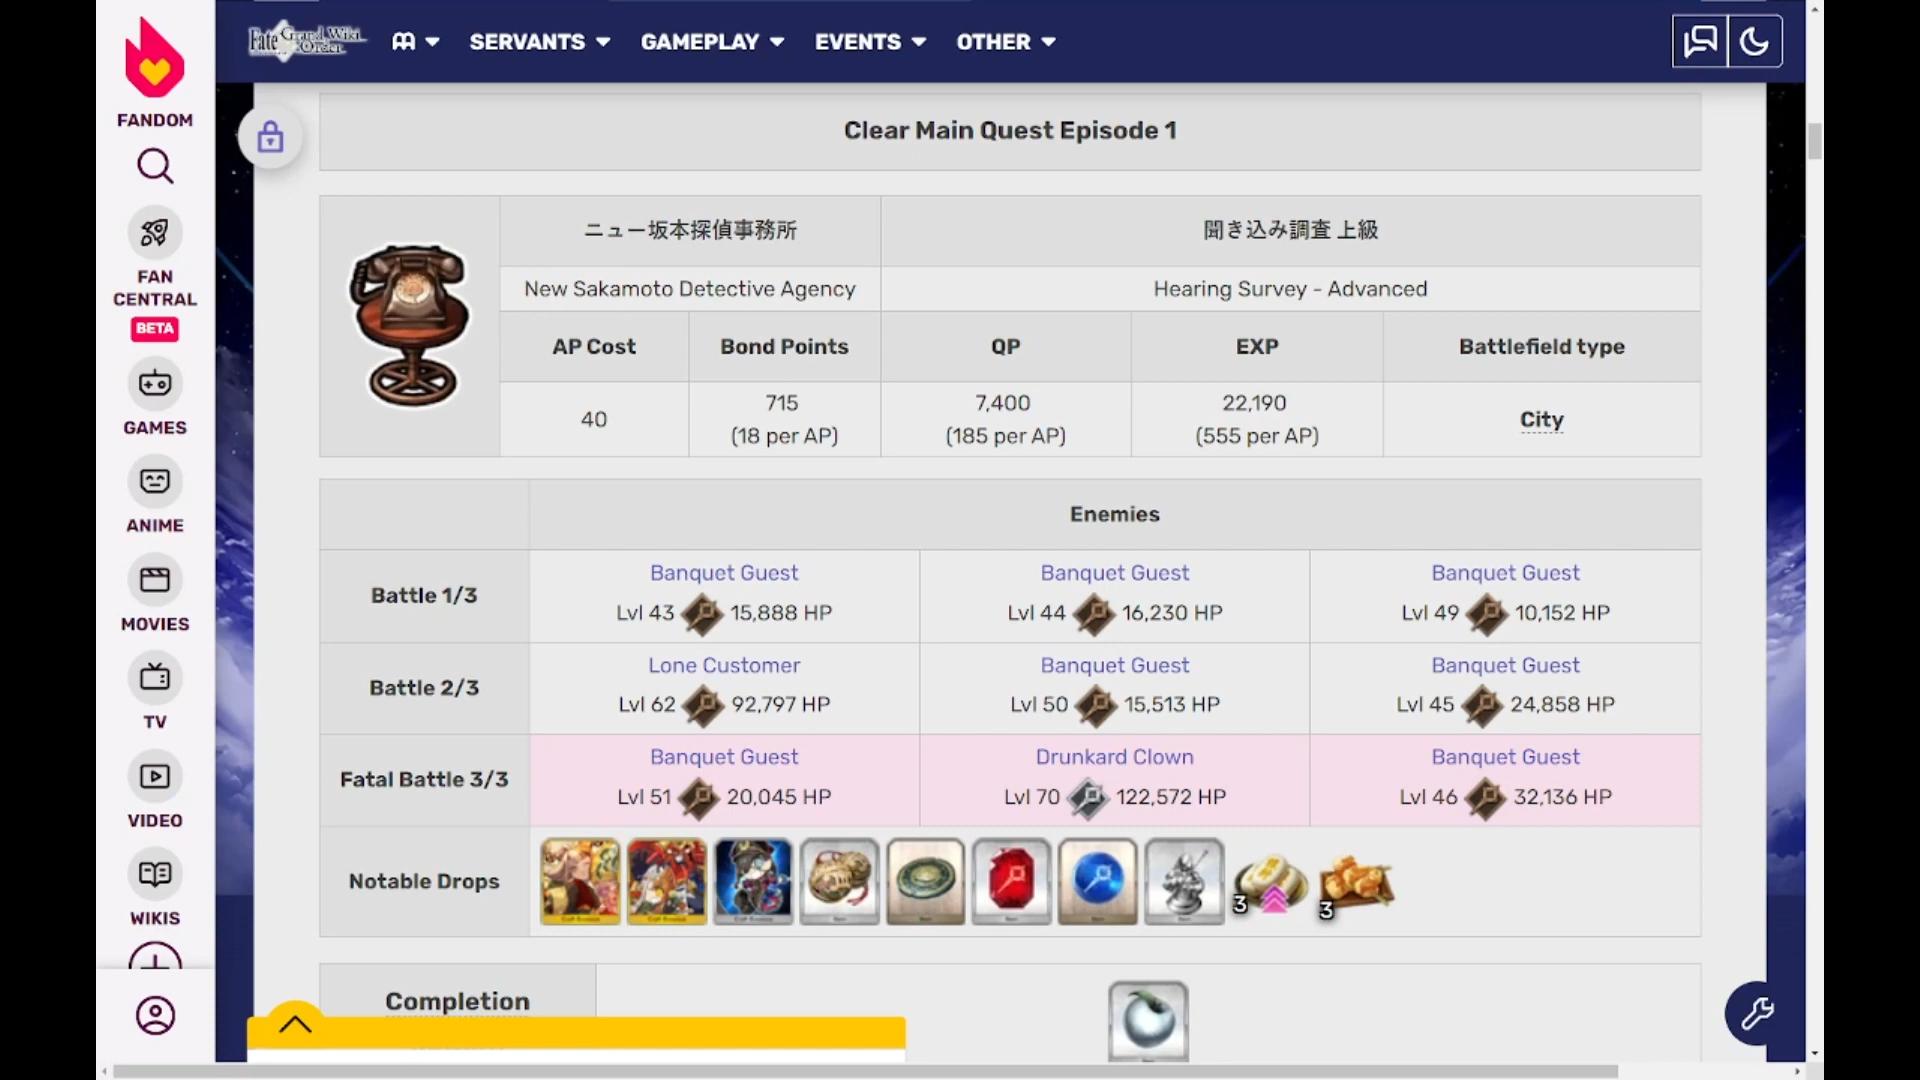 Fate Grand Order Wiki
SERVANTS
GAMEPLAY
EVENTS
OTHER
FANDOM
FAN
CENTRAL
BETA
GAMES
ANIME
MOVIES
TV
VIDEO
WIKIS
Clear Main Quest Episode 1
ニュー坂本探偵事務所
聞き込み調査 上級
New Sakamoto Detective Agency
Hearing Survey - Advanced
AP Cost
Bond Points
QP
EXP
Battlefield type
40
715
(18 per AP)
7,400
(185 per AP)
22,190
(555 per AP)
City
Enemies
Battle 1/3
Banquet Guest
Lvl 43 15,888 HP
Banquet Guest
Lvl 44 16,230 HP
Banquet Guest
Lvl 49 10,152 HP
Battle 2/3
Lone Customer
Lvl 62 92,797 HP
Banquet Guest
Lvl 50 15,513 HP
Banquet Guest
Lvl 45 24,858 HP
Fatal Battle 3/3
Banquet Guest
Lvl 51 20,045 HP
Drunkard Clown
Lvl 70 122,572 HP
Banquet Guest
Lvl 46 32,136 HP
Notable Drops
3
3
Completion